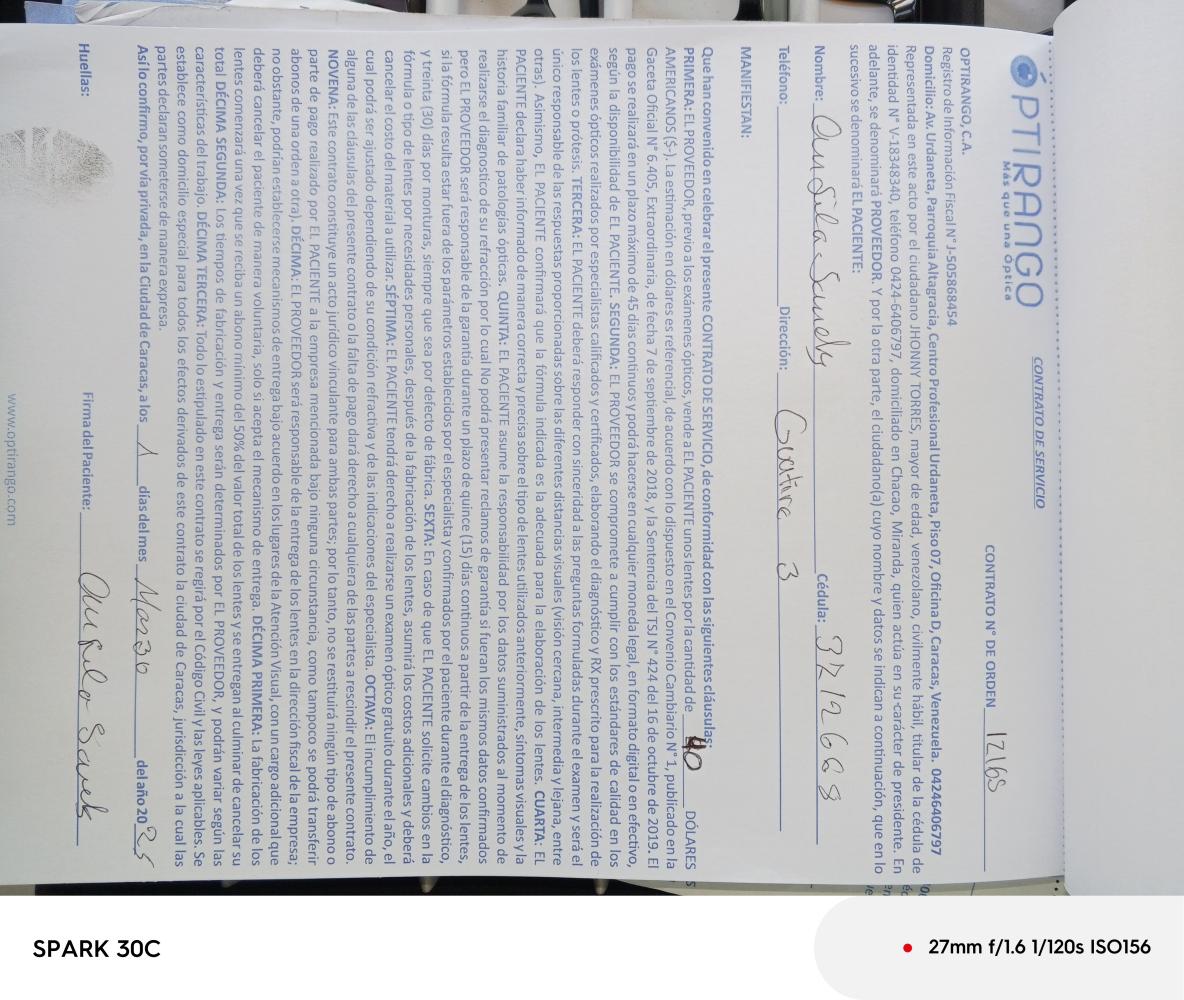 ÓPTIRANGO
Más que una Óptica
CONTRATO DE SERVICIO
CONTRATO N° DE ORDEN 12168
OPTIRANGO, C.A.
Registro de Información Fiscal N° J-505868454
Domicilio: Av. Urdaneta, Parroquia Altagracia, Centro Profesional Urdaneta, Piso 07, Oficina D, Caracas, Venezuela. 04246406797
Representada en este acto por el ciudadano JHONNY TORRES, mayor de edad, venezolano, civilmente hábil, titular de la cédula de
identidad N° V-18348340, teléfono 0424-6406797, domiciliado en Chacao, Miranda, quien actúa en su carácter de presidente. En
adelante, se denominará PROVEEDOR. Y por la otra parte, el ciudadano(a) cuyo nombre y datos se indican a continuación, que en lo
sucesivo se denominará EL PACIENTE:
Nombre: Cédula: 32126668
Teléfono: Dirección: Guatire 3
MANIFIESTAN:
Que han convenido en celebrar el presente CONTRATO DE SERVICIO, de conformidad con las siguientes cláusulas:
PRIMERA: EL PROVEEDOR, previo a los exámenes ópticos, vende a EL PACIENTE unos lentes por la cantidad de 40 DÓLARES
AMERICANOS ($-). La estimación en dólares es referencial, de acuerdo con lo dispuesto en el Convenio Cambiario N° 1, publicado en la
Gaceta Oficial N° 6.405, Extraordinaria, de fecha 7 de septiembre de 2018, y la Sentencia del TSJ N° 424 del 16 de octubre de 2019. El
pago se realizará en un plazo máximo de 45 días continuos y podrá hacerse en cualquier moneda legal, en formato digital o en efectivo,
según la disponibilidad de EL PACIENTE. SEGUNDA: EL PROVEEDOR se compromete a cumplir con los estándares de calidad en los
exámenes ópticos realizados por especialistas calificados y certificados, elaborando el diagnóstico y RX prescrito para la realización de
los lentes o prótesis. TERCERA: EL PACIENTE deberá responder con sinceridad a las preguntas formuladas durante el examen y será el
único responsable de las respuestas proporcionadas sobre las diferentes distancias visuales (visión cercana, intermedia y lejana, entre
otras). Asimismo, EL PACIENTE confirmará que la fórmula indicada es la adecuada para la elaboración de los lentes. CUARTA: EL
PACIENTE declara haber informado de manera correcta y precisa sobre el tipo de lentes utilizados anteriormente, síntomas visuales y la
historia familiar de patologías ópticas. QUINTA: EL PACIENTE asume la responsabilidad por los datos suministrados al momento de
realizarse el diagnostico de su refracción por lo cual No podrá presentar reclamos de garantía si fueran los mismos datos confirmados
pero EL PROVEEDOR será responsable de la garantía durante un plazo de quince (15) días continuos a partir de la entrega de los lentes,
si la fórmula resulta estar fuera de los parámetros establecidos por el especialista y confirmados por el paciente durante el diagnóstico,
y treinta (30) días por monturas, siempre que sea por defecto de fábrica. SEXTA: En caso de que EL PACIENTE solicite cambios en la
fórmula o tipo de lentes por necesidades personales, después de la fabricación de los lentes, asumirá los costos adicionales y deberá
cancelar el costo del material a utilizar. SÉPTIMA: EL PACIENTE tendrá derecho a realizarse un examen óptico gratuito durante el año, el
cual podrá ser ajustado dependiendo de su condición refractiva y de las indicaciones del especialista. OCTAVA: El incumplimiento de
alguna de las cláusulas del presente contrato o la falta de pago dará derecho a cualquiera de las partes a rescindir el presente contrato.
NOVENA: Este contrato constituye un acto jurídico vinculante para ambas partes; por lo tanto, no se restituirá ningún tipo de abono o
parte de pago realizado por EL PACIENTE a la empresa mencionada bajo ninguna circunstancia, como tampoco se podrá transferir
abonos de una orden a otra). DÉCIMA: EL PROVEEDOR será responsable de la entrega de los lentes en la dirección fiscal de la empresa;
no obstante, podrían establecerse mecanismos de entrega bajo acuerdo en los lugares de la Atención Visual, con un cargo adicional que
deberá cancelar el paciente de manera voluntaria, solo si acepta el mecanismo de entrega. DÉCIMA PRIMERA: La fabricación de los
lentes comenzará una vez que se reciba un abono mínimo del 50% del valor total de los lentes y se entregan al culminar de cancelar su
total DÉCIMA SEGUNDA: Los tiempos de fabricación y entrega serán determinados por EL PROVEEDOR, y podrán variar según las
características del trabajo. DÉCIMA TERCERA: Todo lo estipulado en este contrato se regirá por el Código Civil y las leyes aplicables. Se
establece como domicilio especial para todos los efectos derivados de este contrato la ciudad de Caracas, jurisdicción a la cual las
partes declaran someterse de manera expresa.
Así lo confirmo, por vía privada, en la Ciudad de Caracas, a los 1 días del mes Marzo del año 2025
Huellas: Firma del Paciente:
www.optirango.com
SPARK 30C
27mm f/1.6 1/120s ISO156